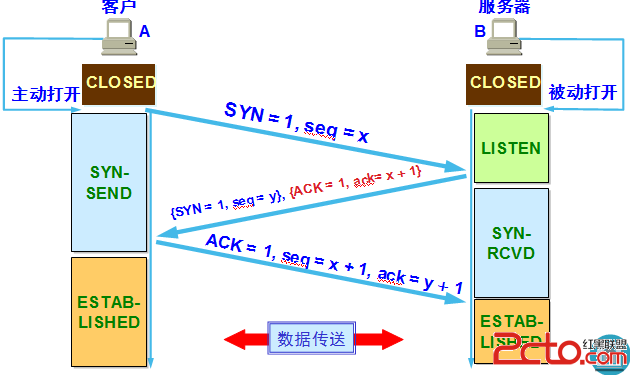 客户
服务器
A
B
CLOSED
CLOSED
主动打开
被动打开
SYN = 1, seq = x
LISTEN
SYN-
SEND
{SYN = 1, seq = y}, {ACK = 1, ack= x + 1}
SYN-
RCVD
ACK = 1, seq = x + 1, ack = y + 1
ESTAB-
LISHED
ESTAB-
LISHED
数据传送
红黑联盟
2cto.com